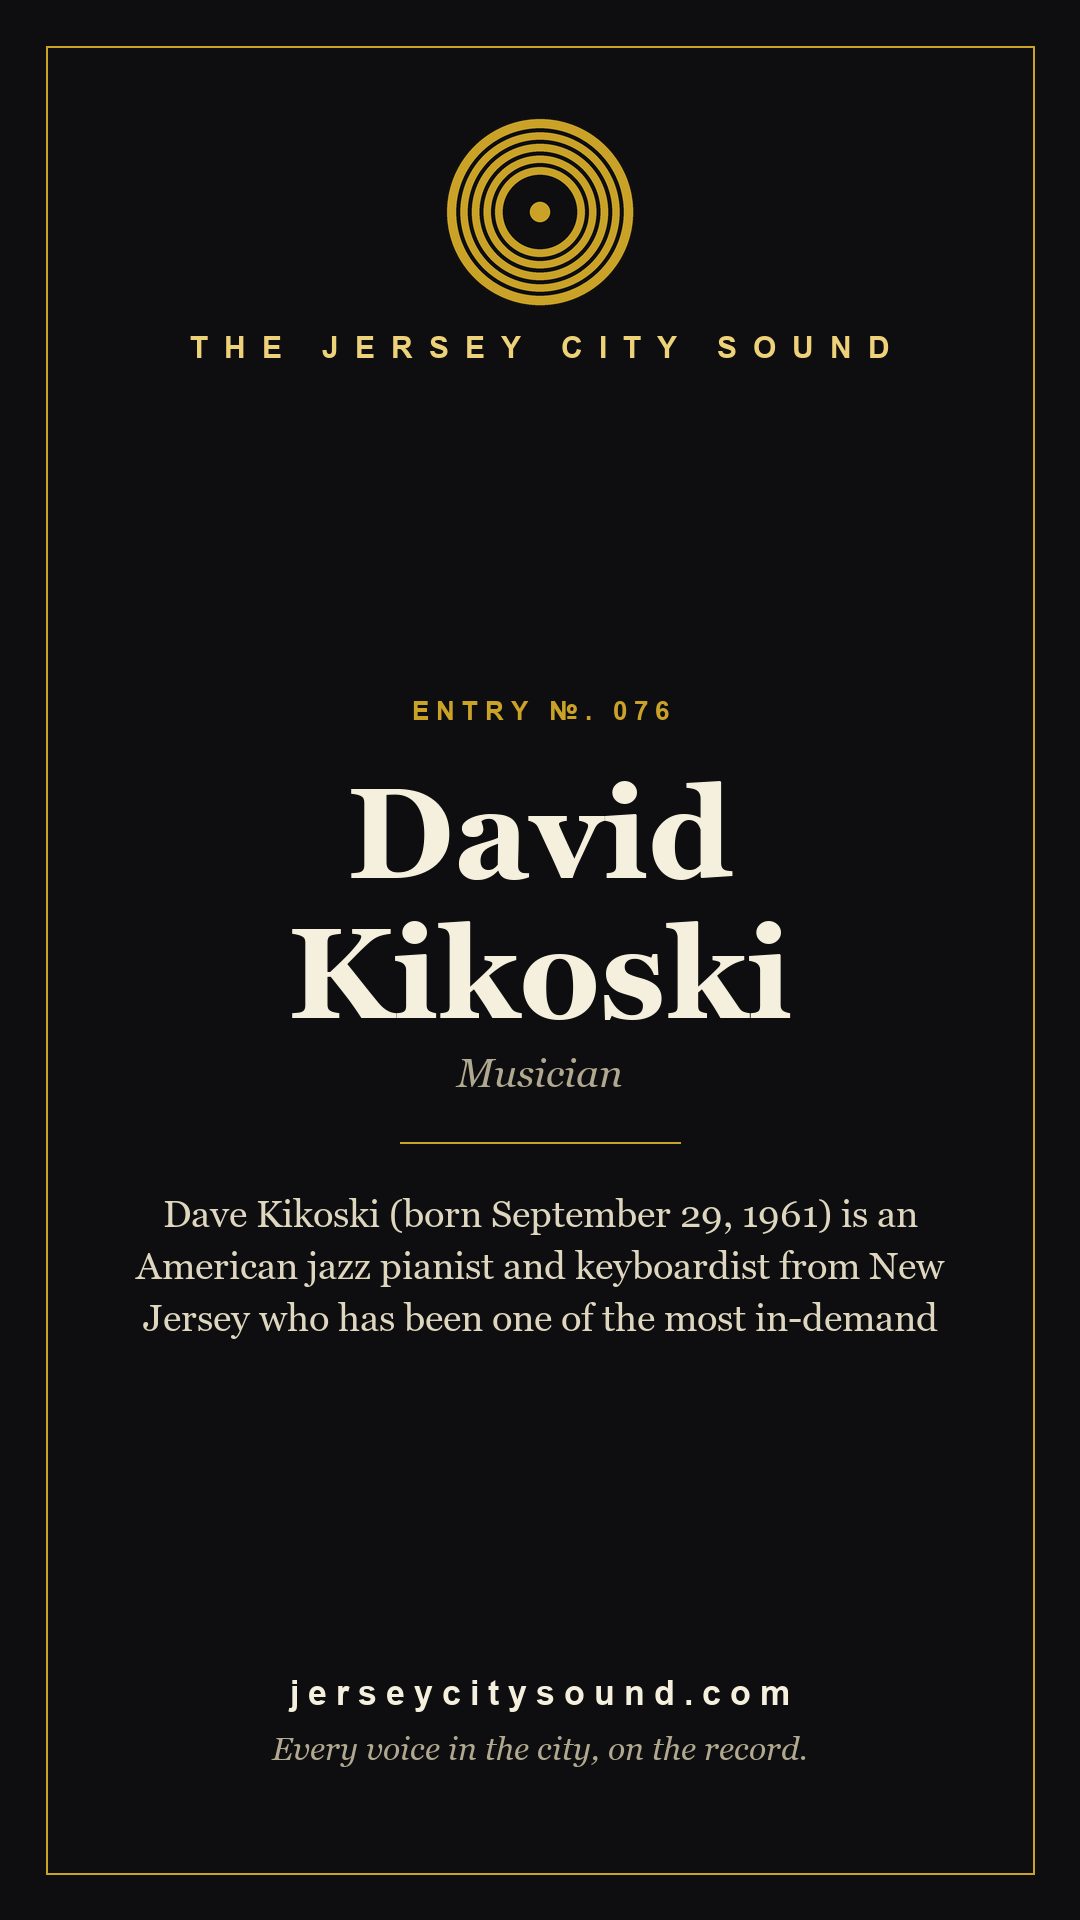 THE JERSEY CITY SOUND
ENTRY №. 076
David
Kikoski
Musician
Dave Kikoski (born September 29, 1961) is an
American jazz pianist and keyboardist from New
Jersey who has been one of the most in-demand
jerseycitysound.com
Every voice in the city, on the record.